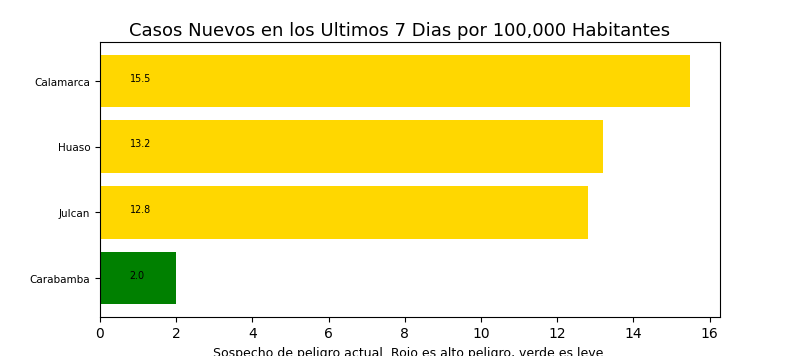 Casos Nuevos en los Ultimos 7 Dias por 100,000 Habitantes
Calamarca 15.5
Huaso 13.2
Julcan 12.8
Carabamba 2.0
0 2 4 6 8 10 12 14 16
Sospecho de peligro actual. Rojo es alto peligro, verde es leve